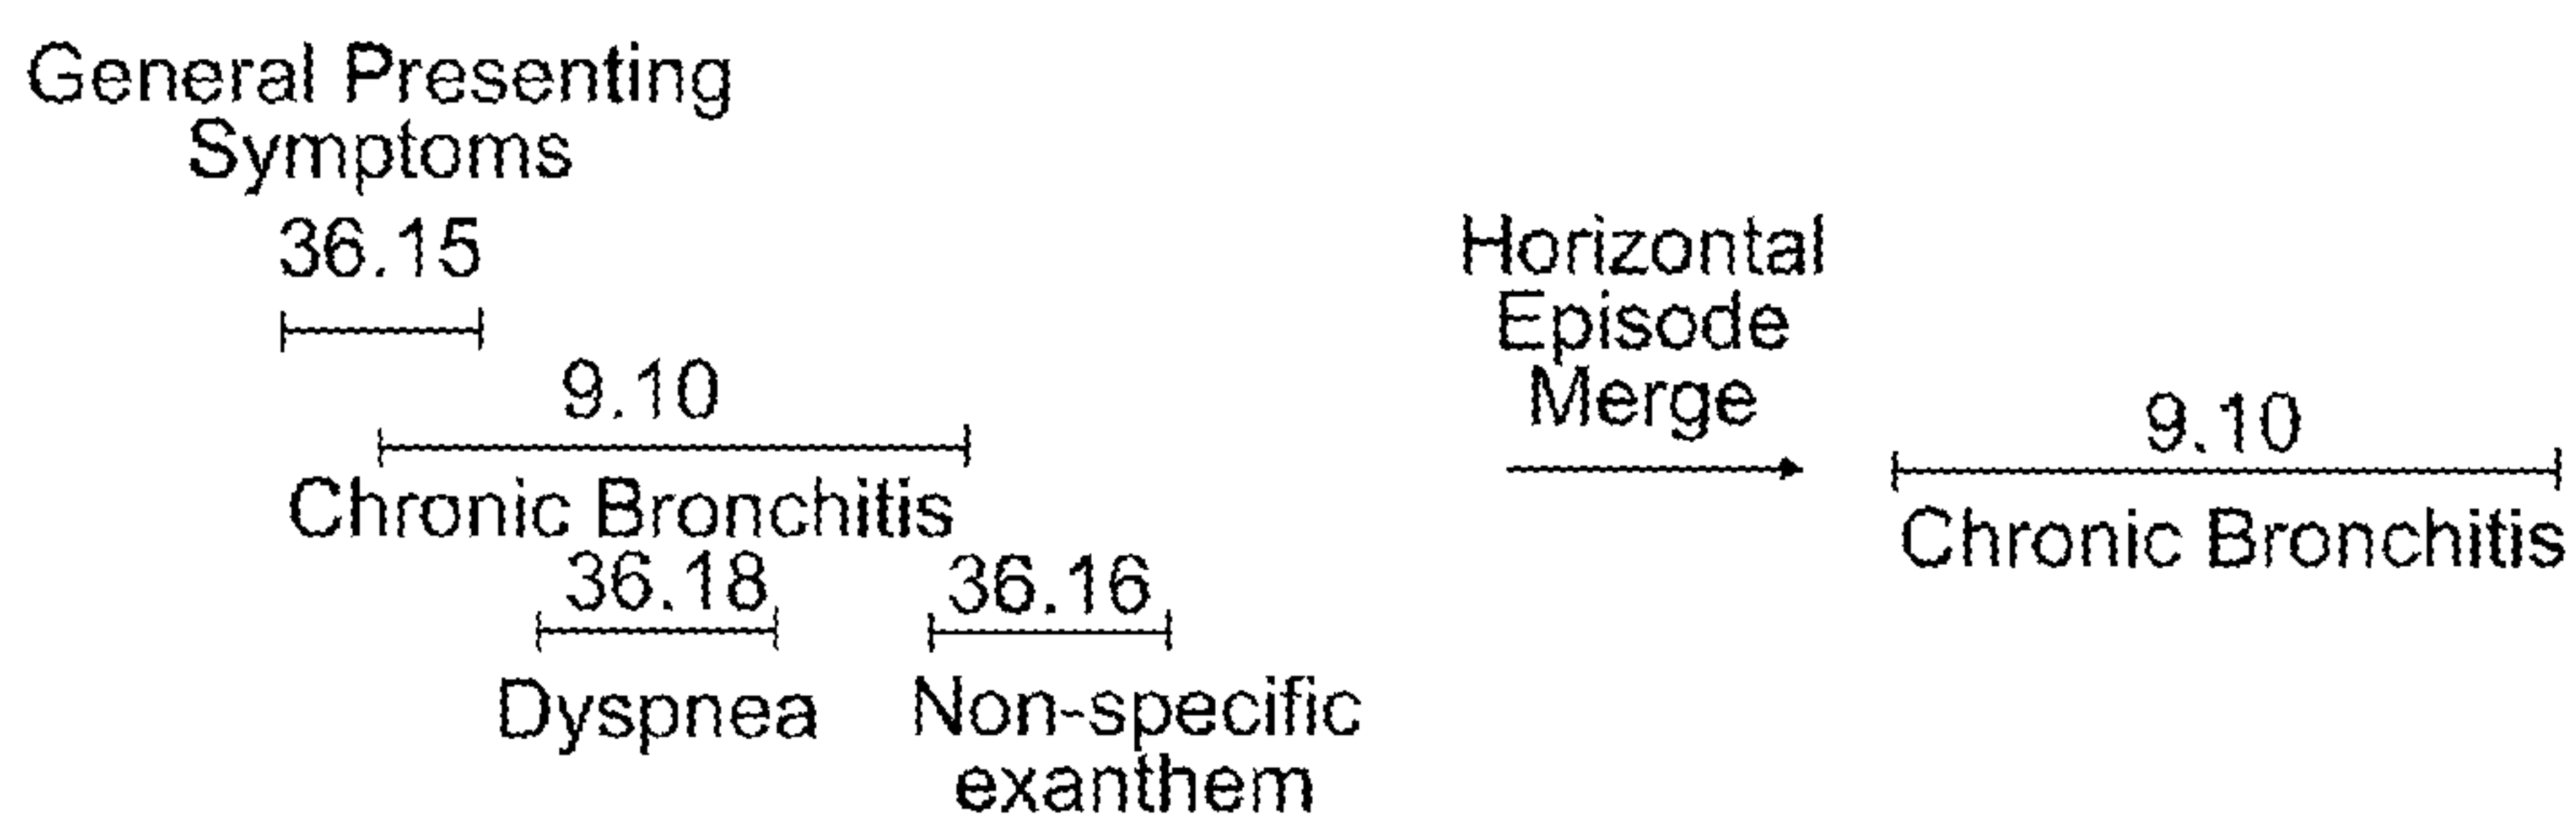 General Presenting
Symptoms
36.15
9.10
Chronic Bronchitis
36.18
Dyspnea
36.16
Non-specific
exanthem
Horizontal
Episode
Merge
9.10
Chronic Bronchitis